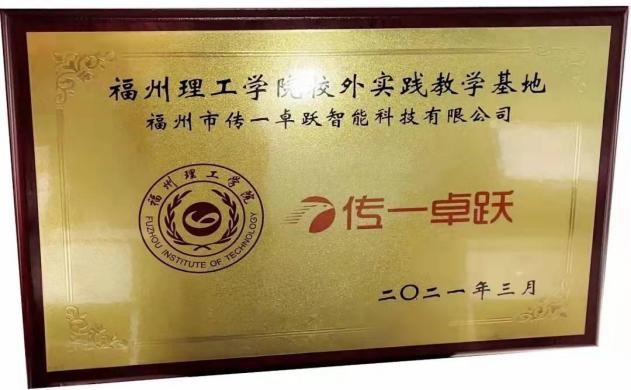 福州理工学院校外实践教学基地
福州市传一卓跃智能科技有限公司
福州理工学院
FUZHOU INSTITUTE OF TECHNOLOGY
传一卓跃
二〇二一年三月